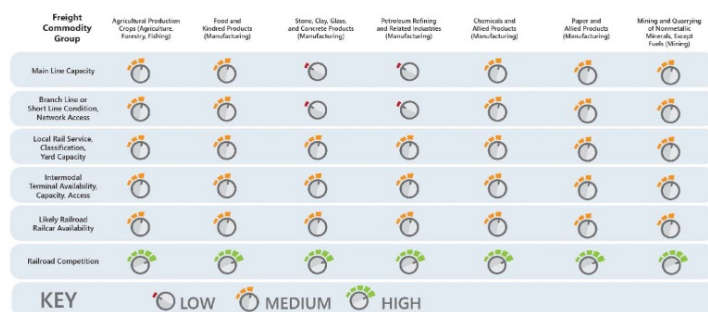 Freight
Commodity
Group
Agricultural Production
Crops (Agriculture,
Forestry, Fishing)
Food and
Kindred Products
(Manufacturing)
Stone, Clay, Glass,
and Concrete Products
(Manufacturing)
Petroleum Refining
and Related Industries
(Manufacturing)
Chemicals and
Allied Products
(Manufacturing)
Paper and
Allied Products
(Manufacturing)
Mining and Quarrying
of Nonmetallic
Minerals, Except
Fuels (Mining)
Main Line Capacity
Branch Line or
Short Line Condition,
Network Access
Local Rail Service,
Classification,
Yard Capacity
Intermodal
Terminal Availability,
Capacity, Access
Likely Railroad
Railcar Availability
Railroad Competition
KEY LOW MEDIUM HIGH